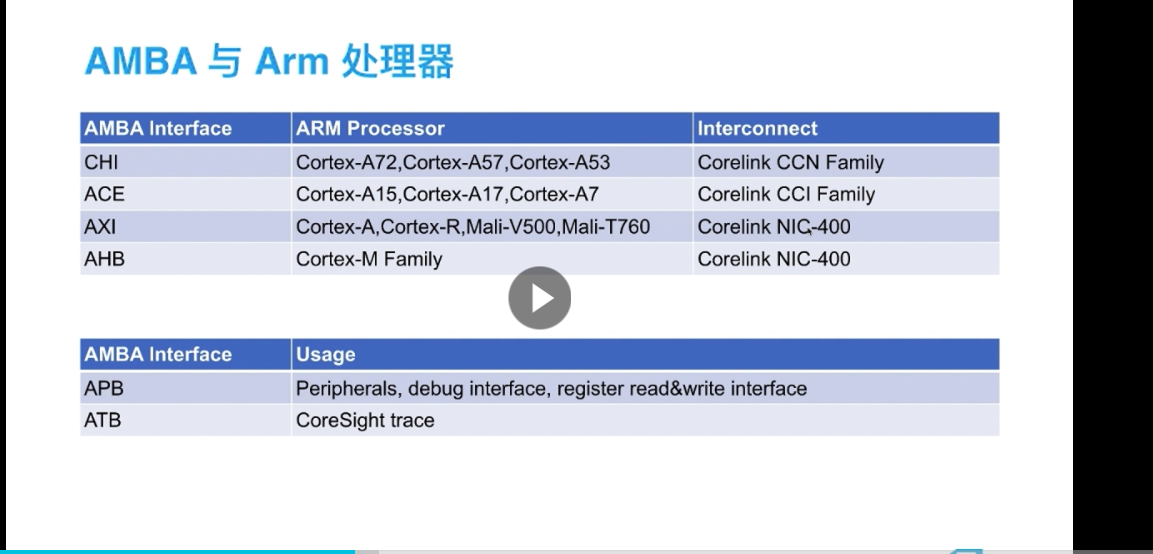 AMBA 与 Arm 处理器
AMBA Interface ARM Processor Interconnect
CHI Cortex-A72,Cortex-A57,Cortex-A53 Corelink CCN Family
ACE Cortex-A15,Cortex-A17,Cortex-A7 Corelink CCI Family
AXI Cortex-A,Cortex-R,Mali-V500,Mali-T760 Corelink NIC-400
AHB Cortex-M Family Corelink NIC-400
AMBA Interface Usage
APB Peripherals, debug interface, register read&write interface
ATB CoreSight trace